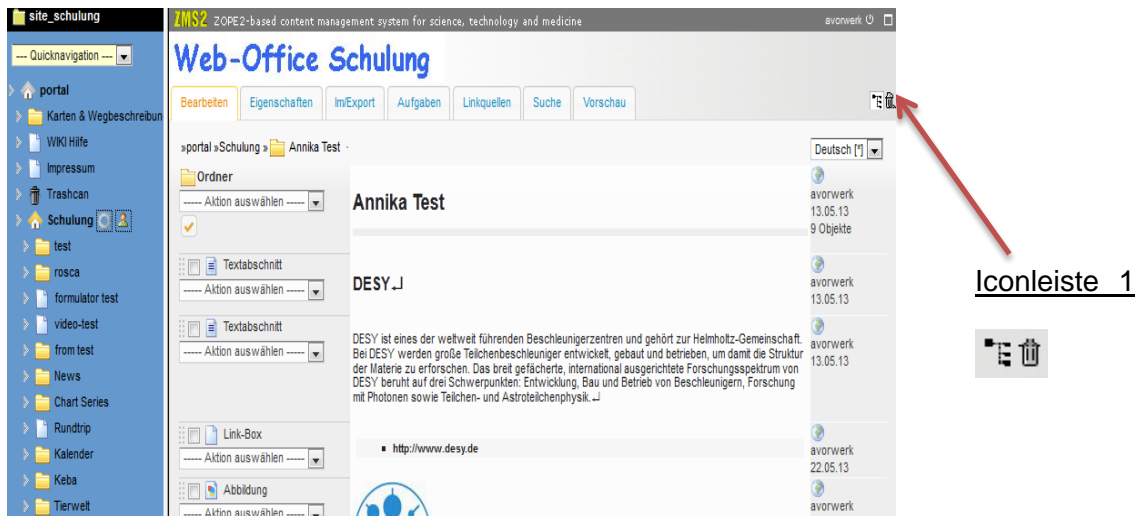 site_schulung
--- Quicknavigation ---
portal
Karten & Wegbeschreibun
WIKI Hilfe
Impressum
Trashcan
Schulung
test
rosca
formulator test
video-test
from test
News
Chart Series
Rundtrip
Kalender
Keba
Tierwelt
ZMS2 ZOPE2-based content management system for science, technology and medicine
avorwerk
Web-Office Schulung
Bearbeiten Eigenschaften Im/Export Aufgaben Linkquellen Suche Vorschau
»portal »Schulung » Annika Test
Deutsch [*]
Ordner
----- Aktion auswählen -----
Annika Test
avorwerk
13.05.13
9 Objekte
Textabschnitt
----- Aktion auswählen -----
DESY
avorwerk
13.05.13
Textabschnitt
----- Aktion auswählen -----
DESY ist eines der weltweit führenden Beschleunigerzentren und gehört zur Helmholtz-Gemeinschaft.
Bei DESY werden große Teilchenbeschleuniger entwickelt, gebaut und betrieben, um damit die Struktur
der Materie zu erforschen. Das breit gefächerte, international ausgerichtete Forschungsspektrum von
DESY beruht auf drei Schwerpunkten: Entwicklung, Bau und Betrieb von Beschleunigern, Forschung
mit Photonen sowie Teilchen- und Astroteilchenphysik.
avorwerk
13.05.13
Link-Box
----- Aktion auswählen -----
http://www.desy.de
avorwerk
22.05.13
Abbildung
----- Aktion auswählen -----
avorwerk
Iconleiste 1